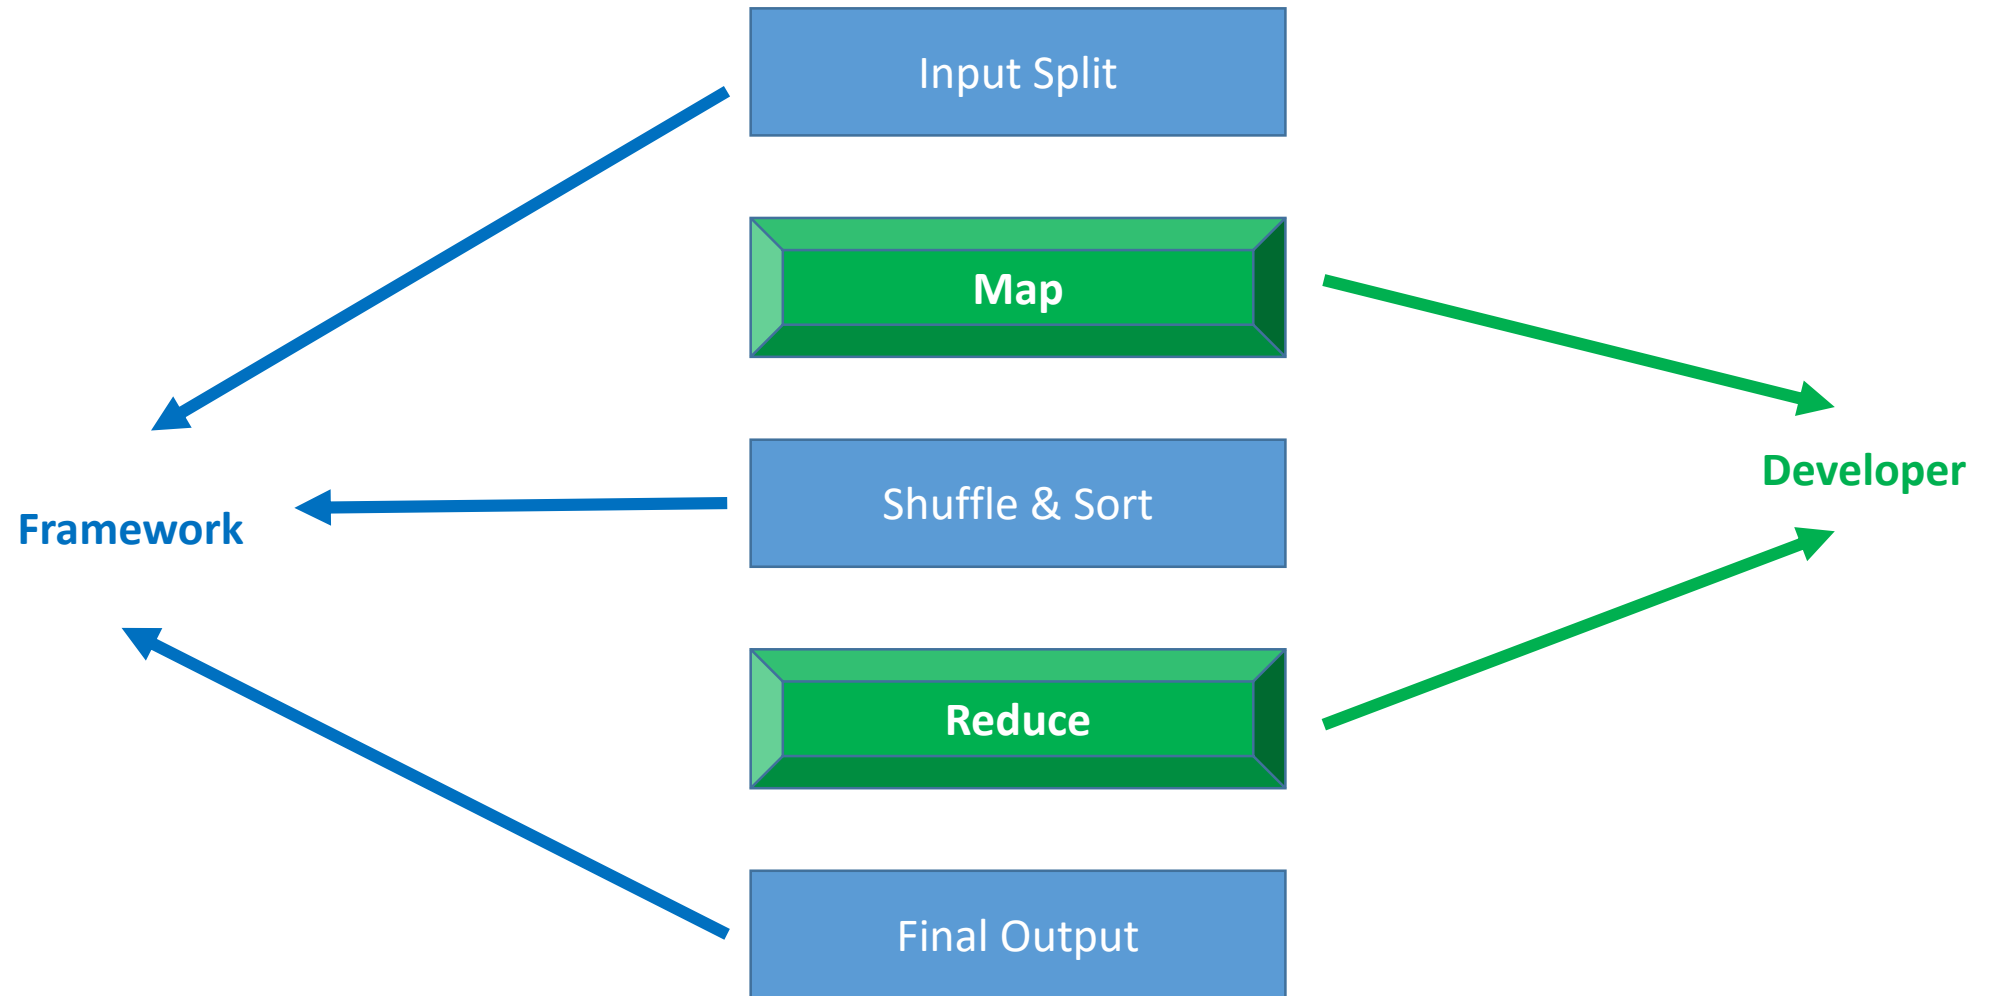 Input Split
Map
Developer
Shuffle & Sort
Framework
Reduce
Final Output